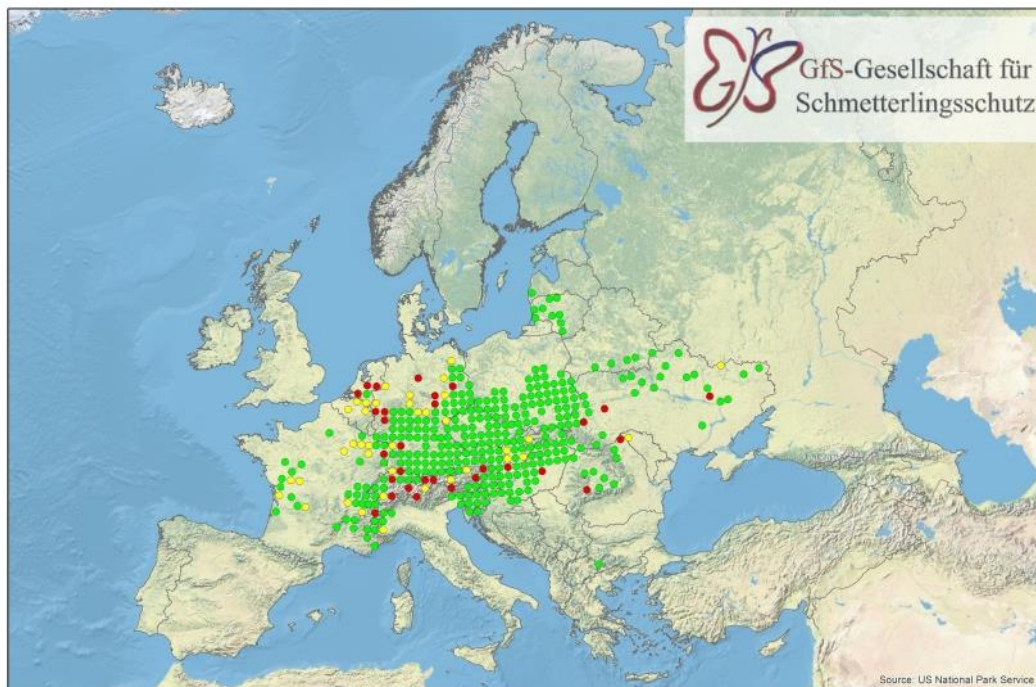 GfS-Gesellschaft für
Schmetterlingsschutz
Source: US National Park Service